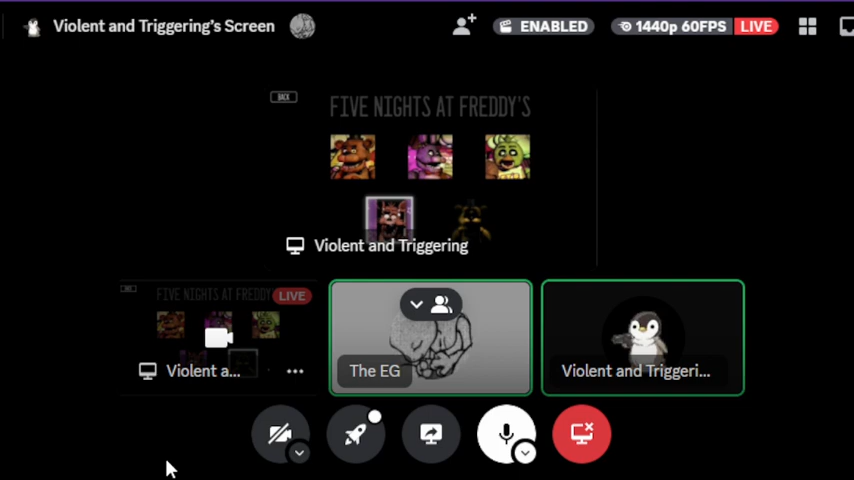 Violent and Triggering's Screen
ENABLED
1440p 60FPS LIVE
BACK
FIVE NIGHTS AT FREDDY'S
Violent and Triggering
BACK
FIVE NIGHTS AT FREDDY
LIVE
Violent a...
The EG
Violent and Triggeri...